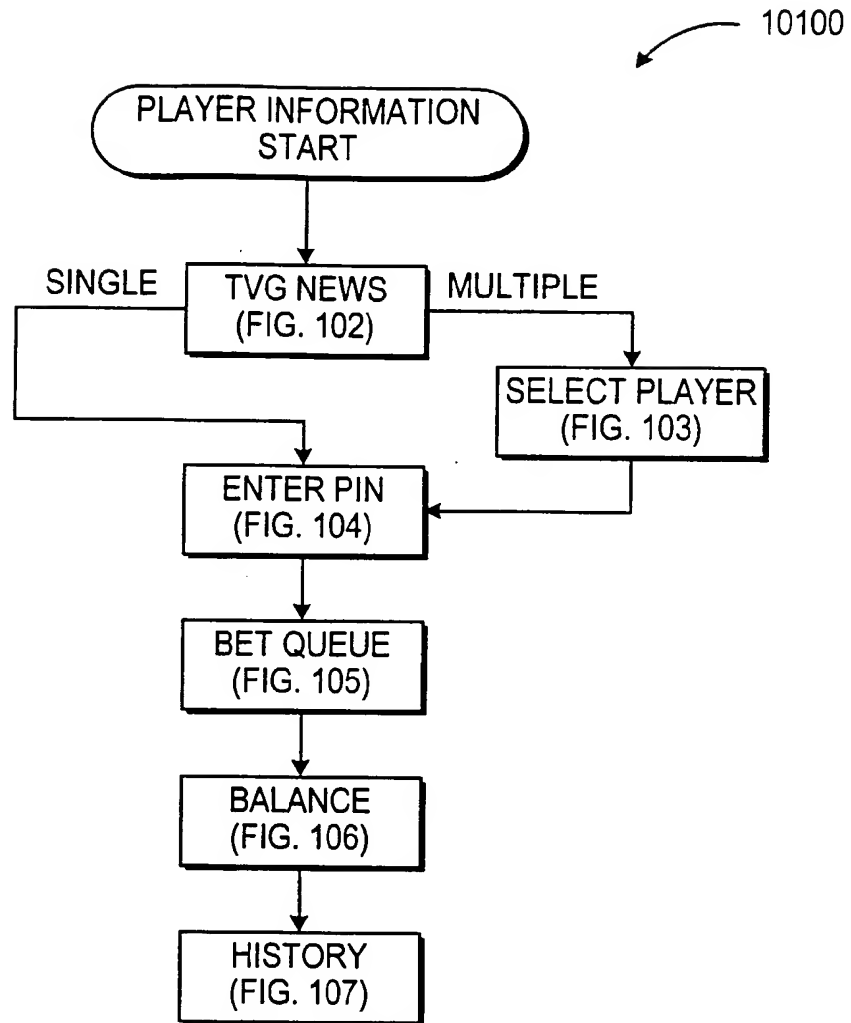 10100
PLAYER INFORMATION
START
SINGLE
TVG NEWS
(FIG. 102)
MULTIPLE
SELECT PLAYER
(FIG. 103)
ENTER PIN
(FIG. 104)
BET QUEUE
(FIG. 105)
BALANCE
(FIG. 106)
HISTORY
(FIG. 107)